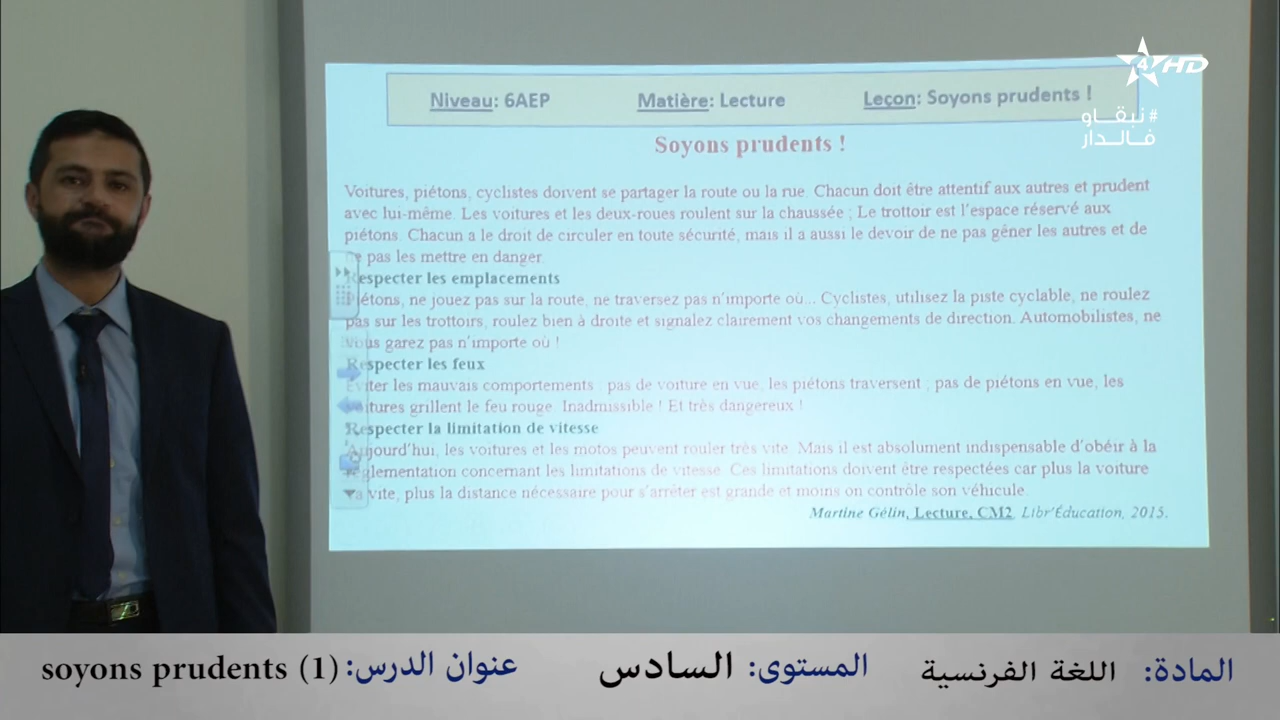 4 HD
#نبقاو
فالدار
Niveau: 6AEP Matière: Lecture Leçon: Soyons prudents !
Soyons prudents !
Voitures, piétons, cyclistes doivent se partager la route ou la rue. Chacun doit être attentif aux autres et prudent
avec lui-même. Les voitures et les deux-roues roulent sur la chaussée ; Le trottoir est l'espace réservé aux
piétons. Chacun a le droit de circuler en toute sécurité, mais il a aussi le devoir de ne pas gêner les autres et de
ne pas les mettre en danger.
Respecter les emplacements
Piétons, ne jouez pas sur la route, ne traversez pas n'importe où... Cyclistes, utilisez la piste cyclable, ne roulez
pas sur les trottoirs, roulez bien à droite et signalez clairement vos changements de direction. Automobilistes, ne
vous garez pas n'importe où !
Respecter les feux
Éviter les mauvais comportements : pas de voiture en vue, les piétons traversent ; pas de piétons en vue, les
voitures grillent le feu rouge. Inadmissible ! Et très dangereux !
Respecter la limitation de vitesse
Aujourd'hui, les voitures et les motos peuvent rouler très vite. Mais il est absolument indispensable d'obéir à la
réglementation concernant les limitations de vitesse. Ces limitations doivent être respectées car plus la voiture
va vite, plus la distance nécessaire pour s'arrêter est grande et moins on contrôle son véhicule.
Martine Gélin, Lecture, CM2, Libr'Éducation, 2015.
المادة: اللغة الفرنسية المستوى: السادس عنوان الدرس: soyons prudents (1)